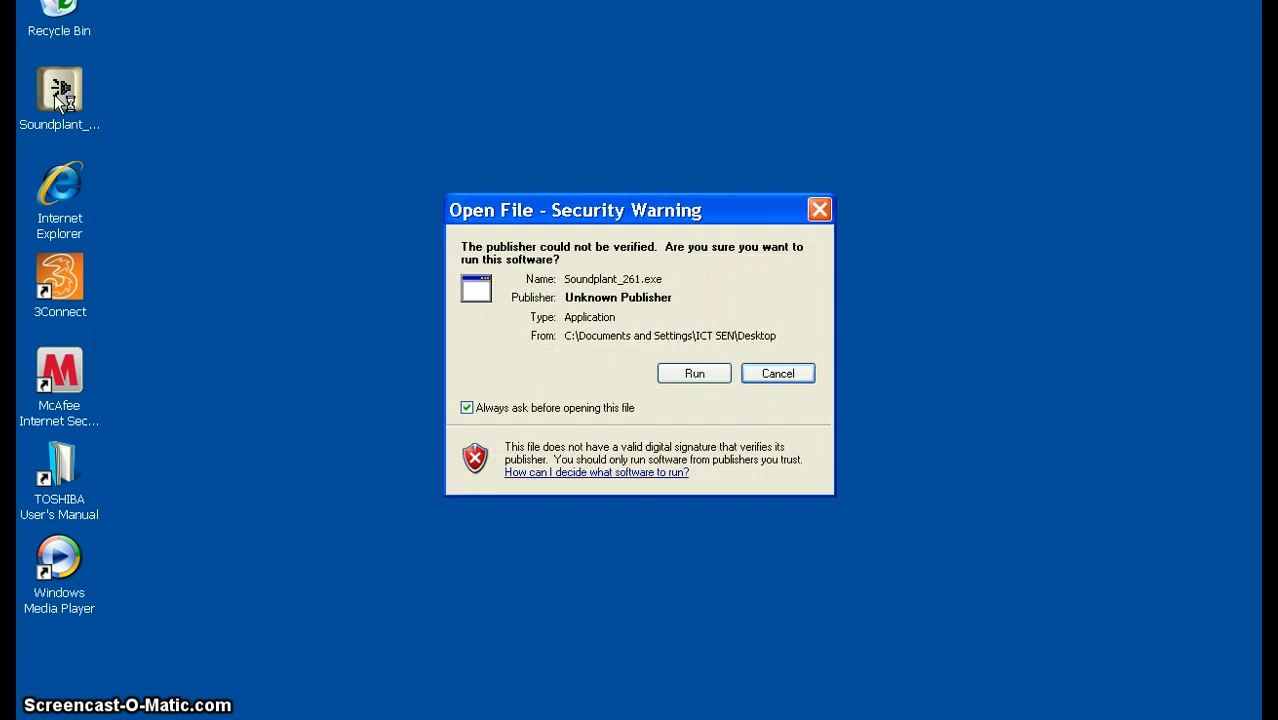 Recycle Bin
Soundplant_...
Internet
Explorer
3Connect
McAfee
Internet Sec...
TOSHIBA
User's Manual
Windows
Media Player
Open File - Security Warning
The publisher could not be verified.  Are you sure you want to
run this software?
Name: Soundplant_261.exe
Publisher: Unknown Publisher
Type: Application
From: C:\Documents and Settings\ICT SEN\Desktop
Run Cancel
Always ask before opening this file
This file does not have a valid digital signature that verifies its
publisher.  You should only run software from publishers you trust.
How can I decide what software to run?
Screencast-O-Matic.com